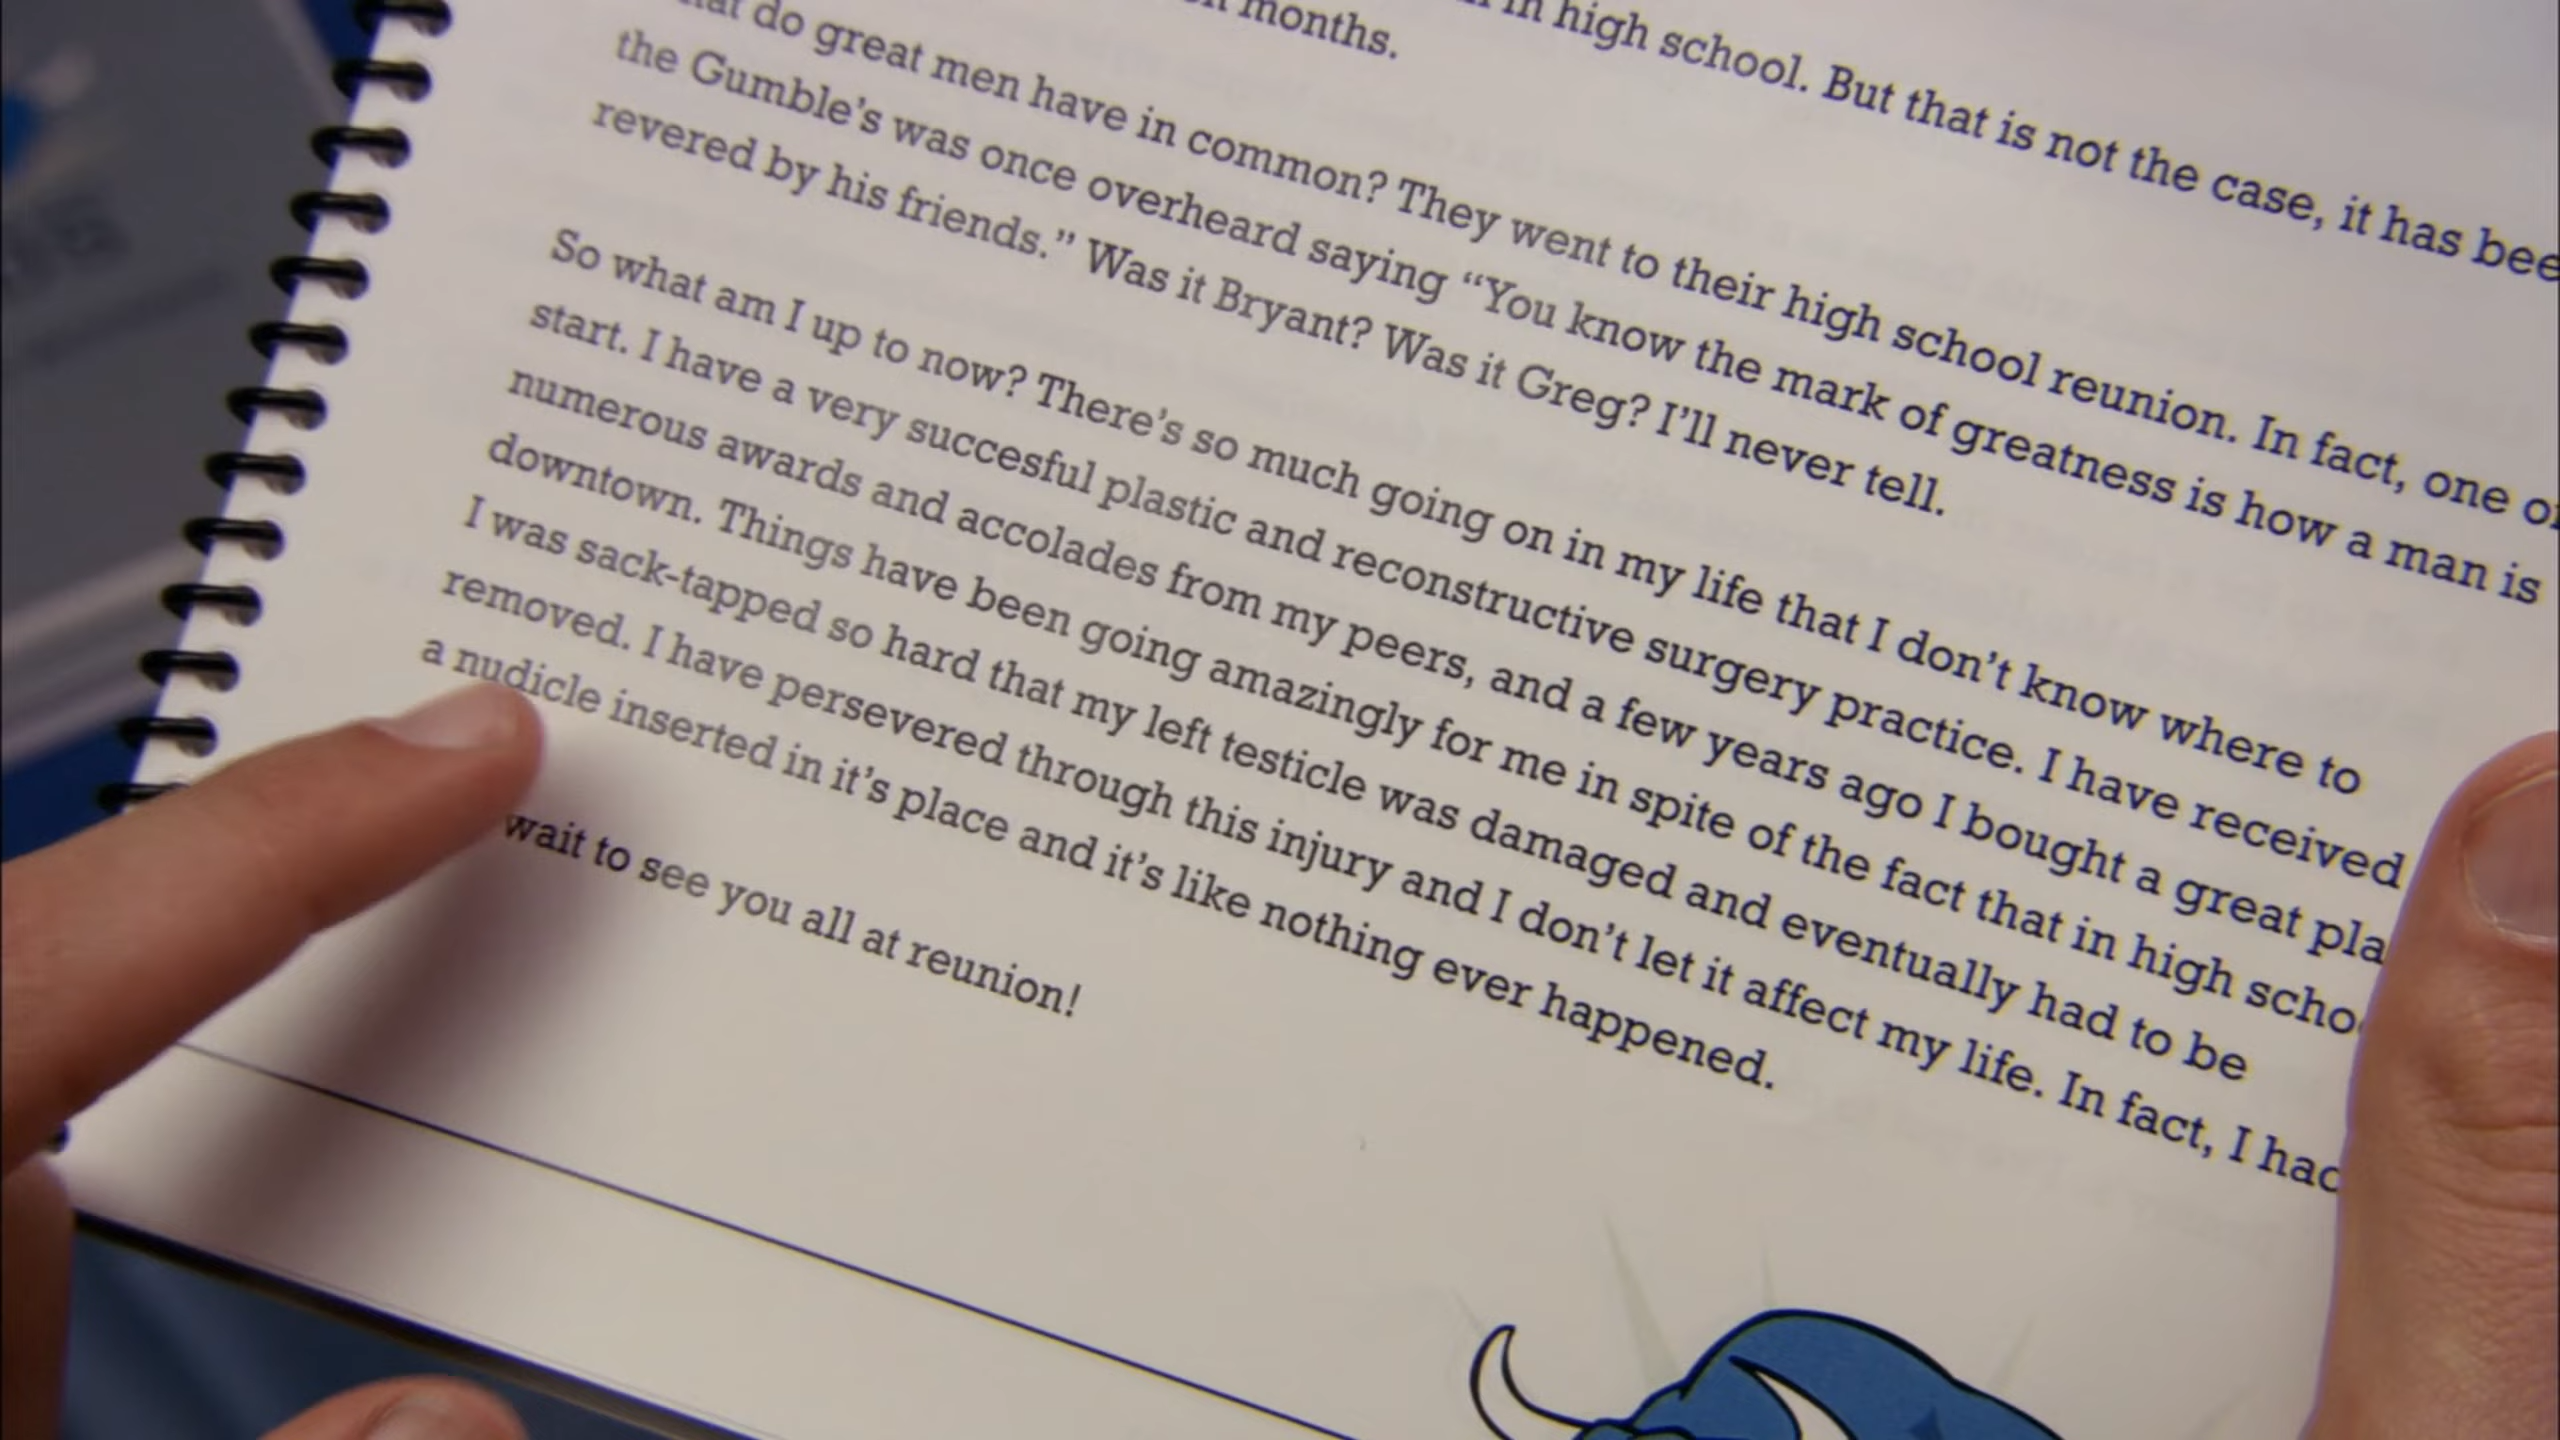 in high school. But that is not the case, it has
months.
do great men have in common? They went to their high school reunion. In fact, one
the Gumble's was once overheard saying “You know the mark of greatness is how a man is
revered by his friends.” Was it Bryant? Was it Greg? I'll never tell.
So what am I up to now? There's so much going on in my life that I don't know where to
start. I have a very succesful plastic and reconstructive surgery practice. I have received
numerous awards and accolades from my peers, and a few years ago I bought a great
downtown. Things have been going amazingly for me in spite of the fact that in high
I was sack-tapped so hard that my left testicle was damaged and eventually had to be
removed. I have persevered through this injury and I don't let it affect my life. In fact, I had
a nudicle inserted in it's place and it's like nothing ever happened.
wait to see you all at reunion!